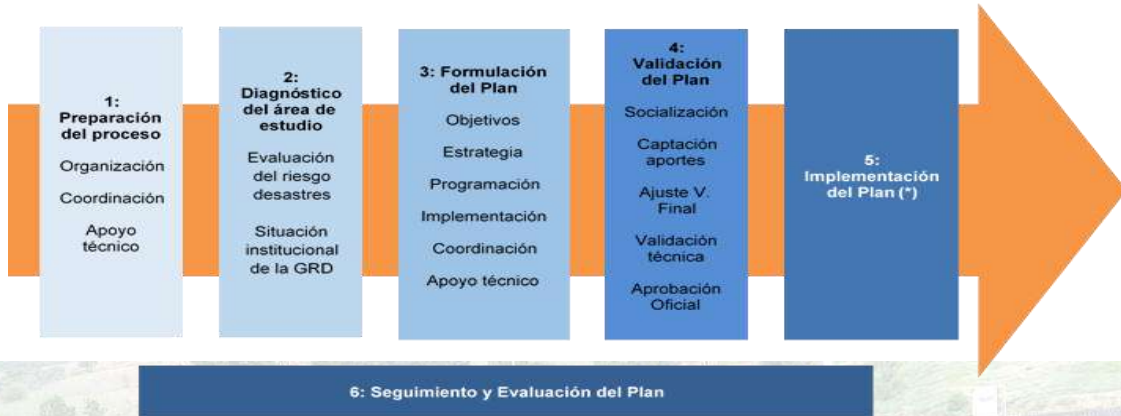 1:
Preparación
del proceso
Organización
Coordinación
Apoyo
técnico
2:
Diagnóstico
del área de
estudio
Evaluación
del riesgo
desastres
Situación
institucional
de la GRD
3: Formulación
del Plan
Objetivos
Estrategia
Programación
Implementación
Coordinación
Apoyo técnico
4:
Validación
del Plan
Socialización
Captación
aportes
Ajuste V.
Final
Validación
técnica
Aprobación
Oficial
5:
Implementación
del Plan (*)
6: Seguimiento y Evaluación del Plan